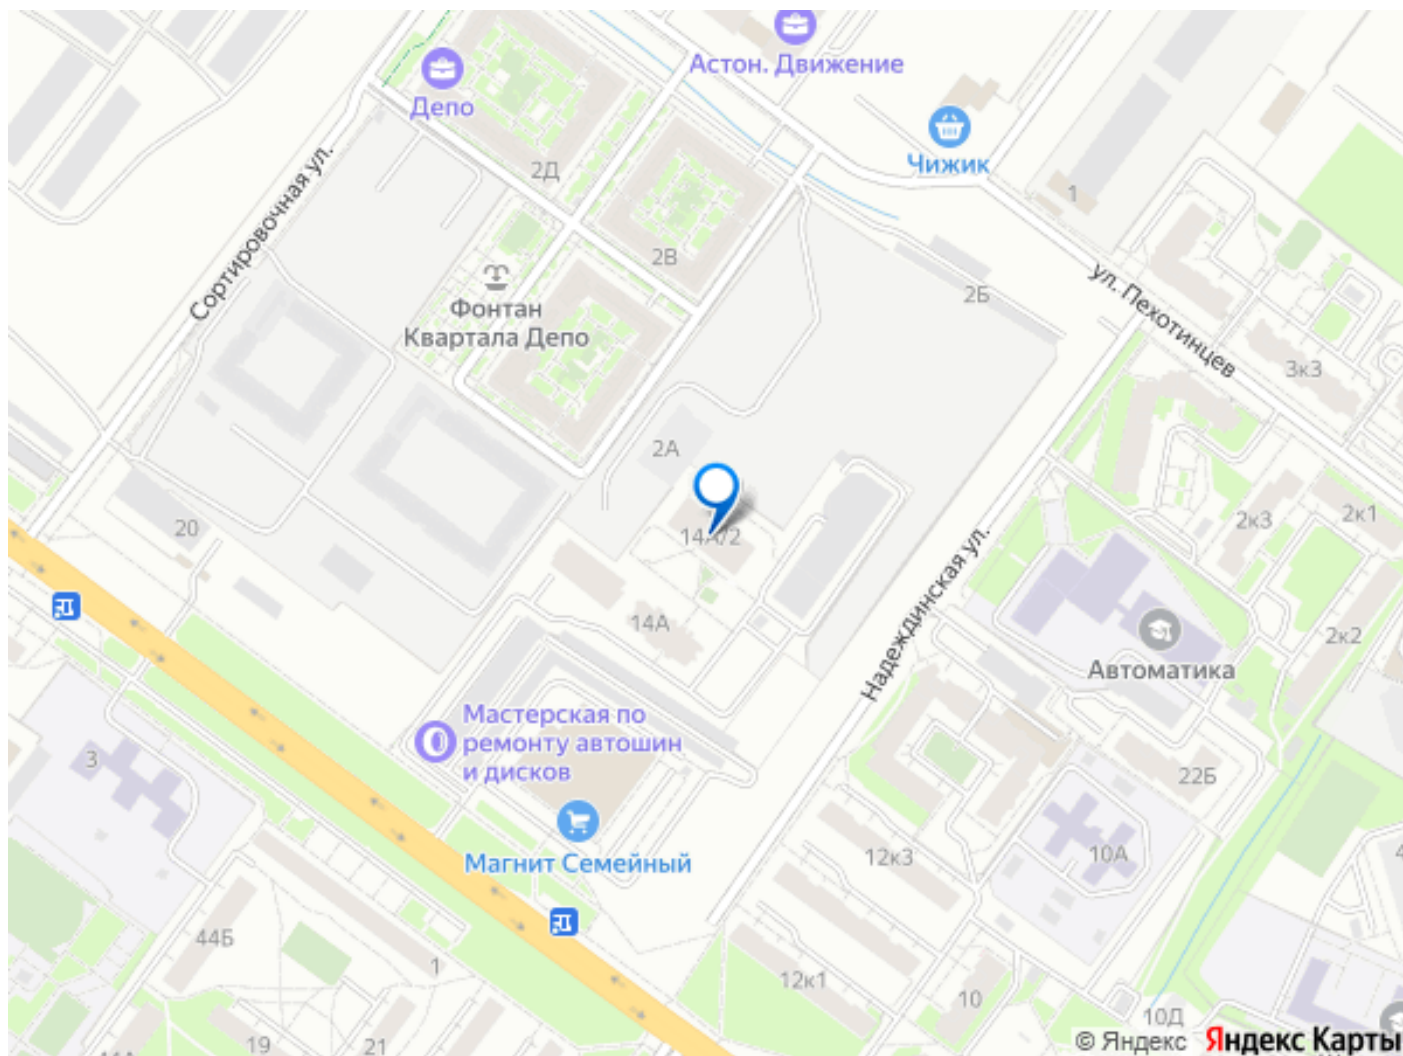 Астон. Движение
Депо
Чижик
2Д
1
Сортировочная ул.
2В
2Б
ул. Пехотинцев
Фонтан
Квартала Депо
3к3
2А
20
14А/2
2к3
2к1
Надеждинская ул.
14А
2к2
Автоматика
Мастерская по
ремонту автошин
и дисков
3
22Б
Магнит Семейный
12к3
10А
44Б
1
12к1
10
10Д
19
21
© Яндекс
Яндекс Карты